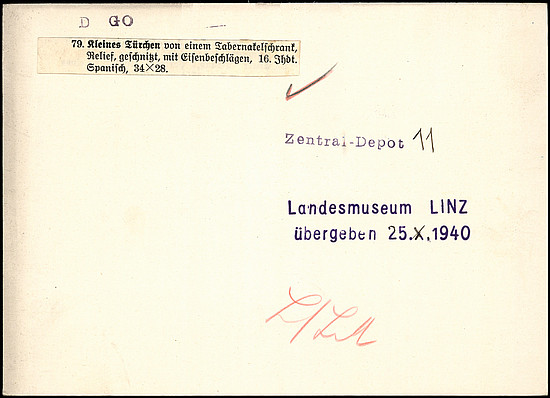 D GO
79. Kleines Türchen von einem Tabernakelschrank,
Relief, geschnitzt, mit Eisenbeschlägen, 16. Jhdt.
Spanisch, 34×28.
Zentral-Depot 11
Landesmuseum LINZ
übergeben 25.X.1940